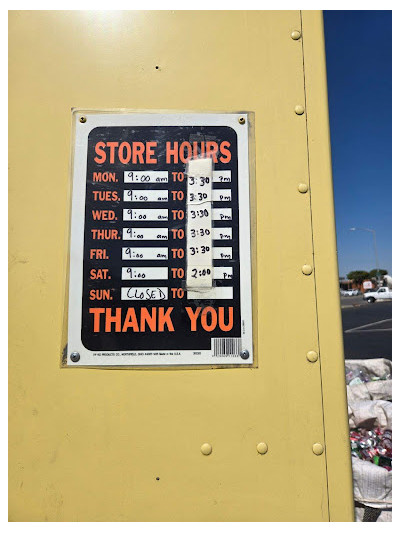 STORE HOURS
MON. 9:00 am TO 3:30 pm
TUES. 9:00 am TO 3:30 pm
WED. 9:00 am TO 3:30 pm
THUR. 9:00 am TO 3:30 pm
FRI. 9:00 am TO 3:30 pm
SAT. 9:00 TO 2:00 pm
SUN. CLOSED TO
THANK YOU